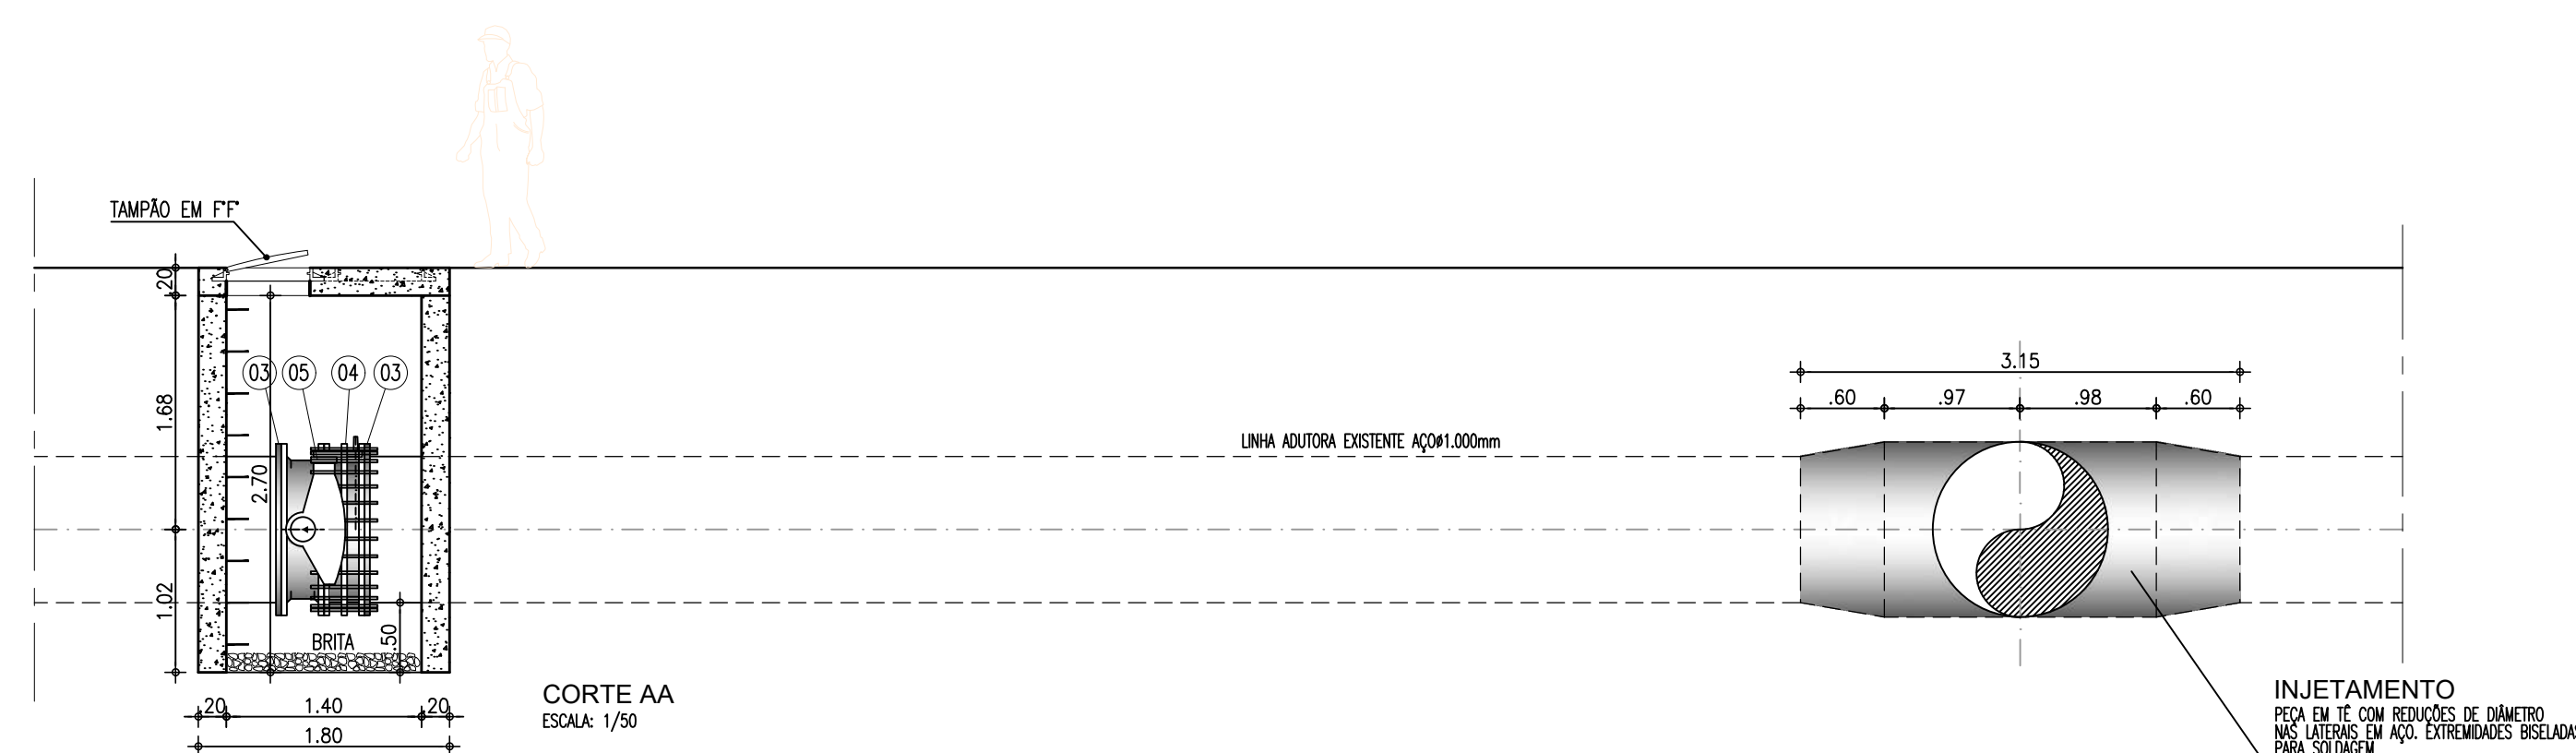 TAMPÃO EM FºFº
.20
1.68
1.02
2.70
.50
03
05
04
03
BRITA
.20
1.40
.20
1.80
CORTE AA
ESCALA: 1/50
LINHA ADUTORA EXISTENTE AÇOø1.000mm
3.15
.60
.97
.98
.60
INJETAMENTO
PEÇA EM TÊ COM REDUÇÕES DE DIÂMETRO
NAS LATERAIS EM AÇO. EXTREMIDADES BISELADA
PARA SOLDAGEM